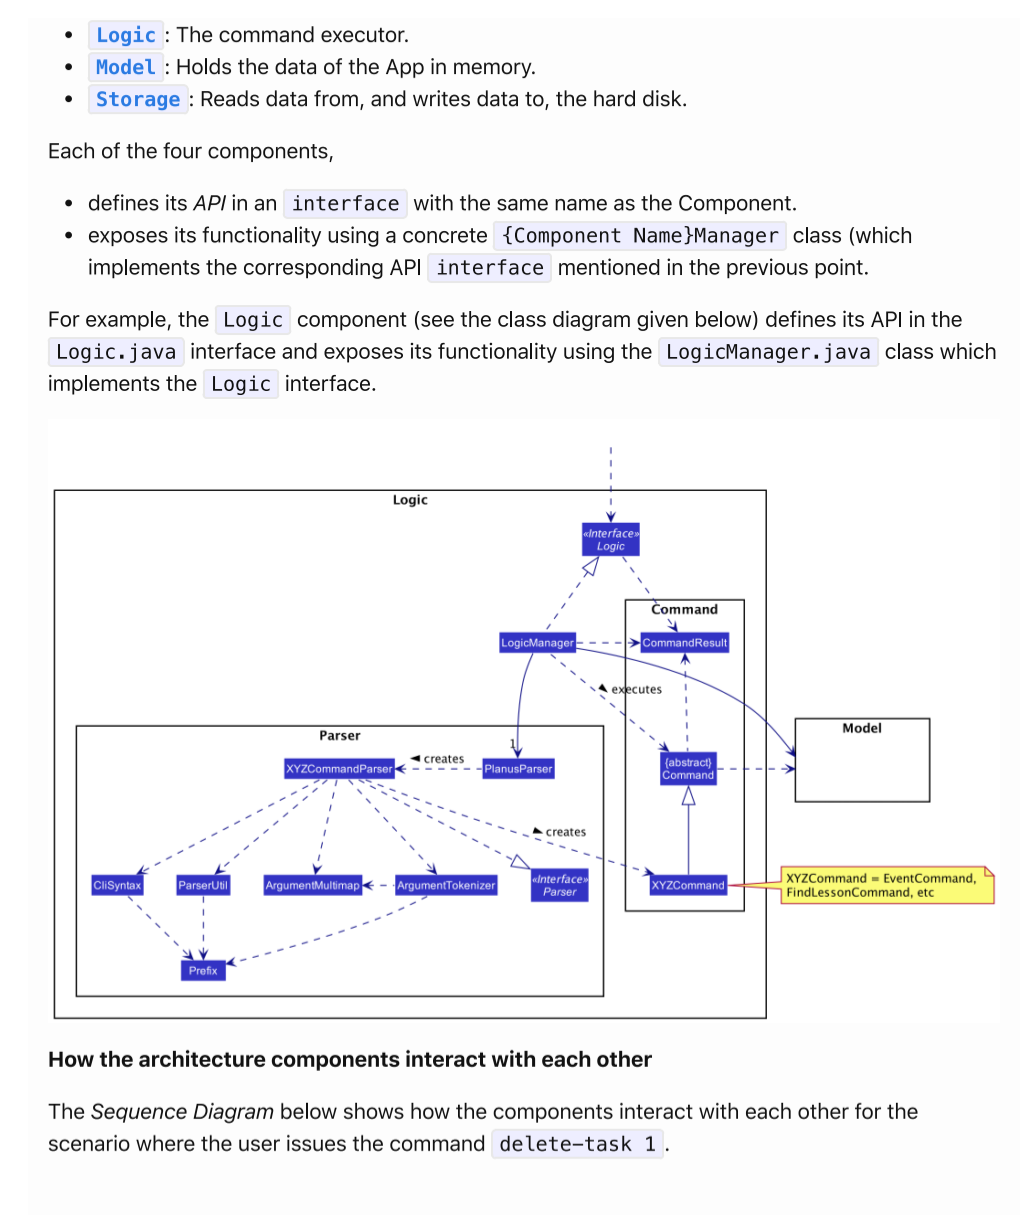 Logic : The command executor.
Model : Holds the data of the App in memory.
Storage : Reads data from, and writes data to, the hard disk.
Each of the four components,
defines its API in an interface with the same name as the Component.
exposes its functionality using a concrete {Component Name}Manager class (which
implements the corresponding API interface mentioned in the previous point.
For example, the Logic component (see the class diagram given below) defines its API in the
Logic.java interface and exposes its functionality using the LogicManager.java class which
implements the Logic interface.
Logic
«Interface»
Logic
Command
LogicManager
CommandResult
executes
Model
Parser
1
creates
XYZCommandParser
PlanusParser
{abstract}
Command
creates
CliSyntax
ParserUtil
ArgumentMultimap
ArgumentTokenizer
«Interface»
Parser
XYZCommand
XYZCommand = EventCommand,
FindLessonCommand, etc
Prefix
How the architecture components interact with each other
The Sequence Diagram below shows how the components interact with each other for the
scenario where the user issues the command delete-task 1 .